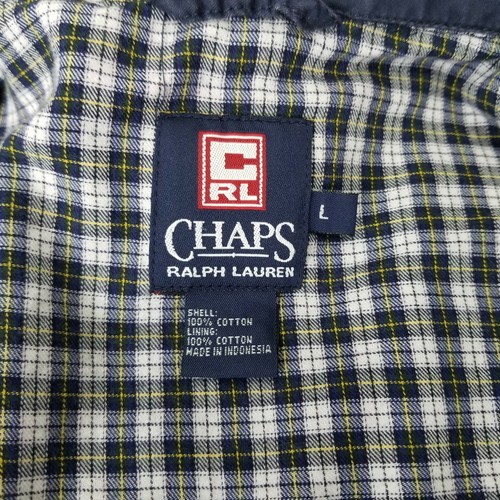 C
RL
CHAPS
RALPH LAUREN
L
SHELL:
100% COTTON
LINING:
100% COTTON
MADE IN INDONESIA